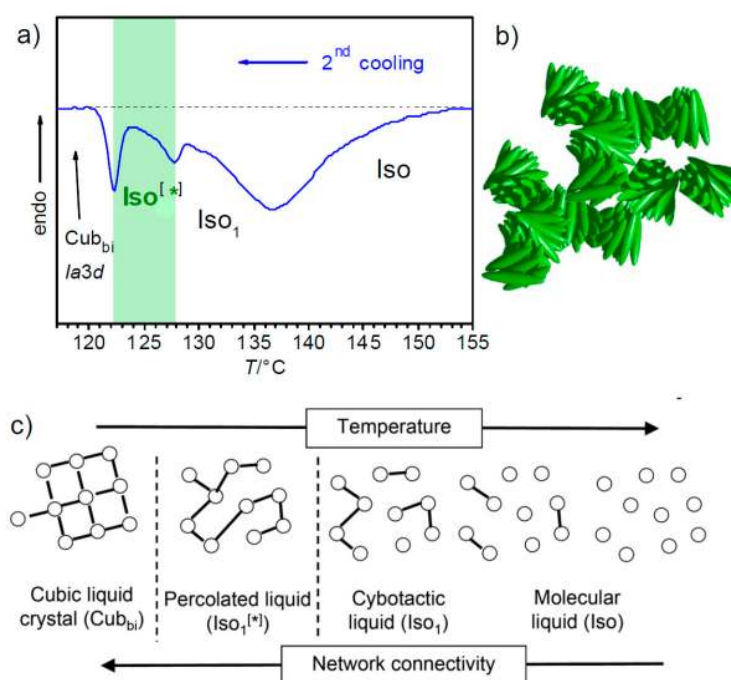 a)
2nd cooling
Iso
Iso[*]
Iso1
endo
Cubbi
Ia3d
120 125 130 135 140 145 150 155
T/°C
b)
c)
Temperature
Cubic liquid
crystal (Cubbi)
Percolated liquid
(Iso1[*])
Cybotactic
liquid (Iso1)
Molecular
liquid (Iso)
Network connectivity